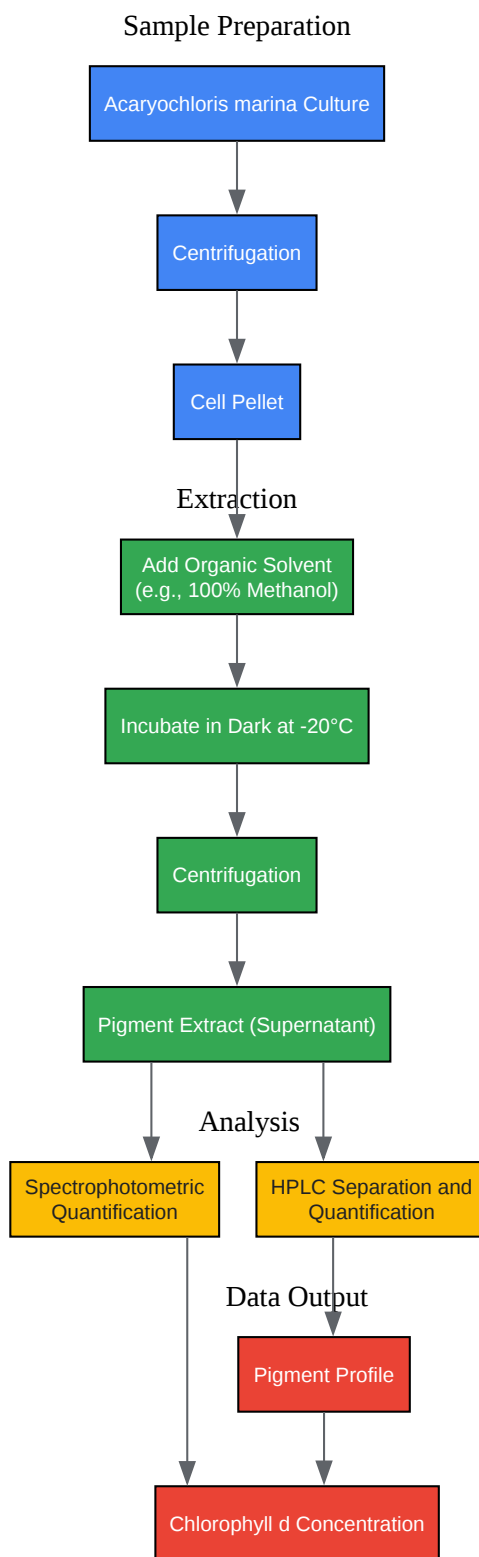 Sample Preparation
Acaryochloris marina Culture
Centrifugation
Cell Pellet
Extraction
Add Organic Solvent
(e.g., 100% Methanol)
Incubate in Dark at -20°C
Centrifugation
Pigment Extract (Supernatant)
Analysis
Spectrophotometric
Quantification
HPLC Separation and
Quantification
Data Output
Pigment Profile
Chlorophyll d Concentration